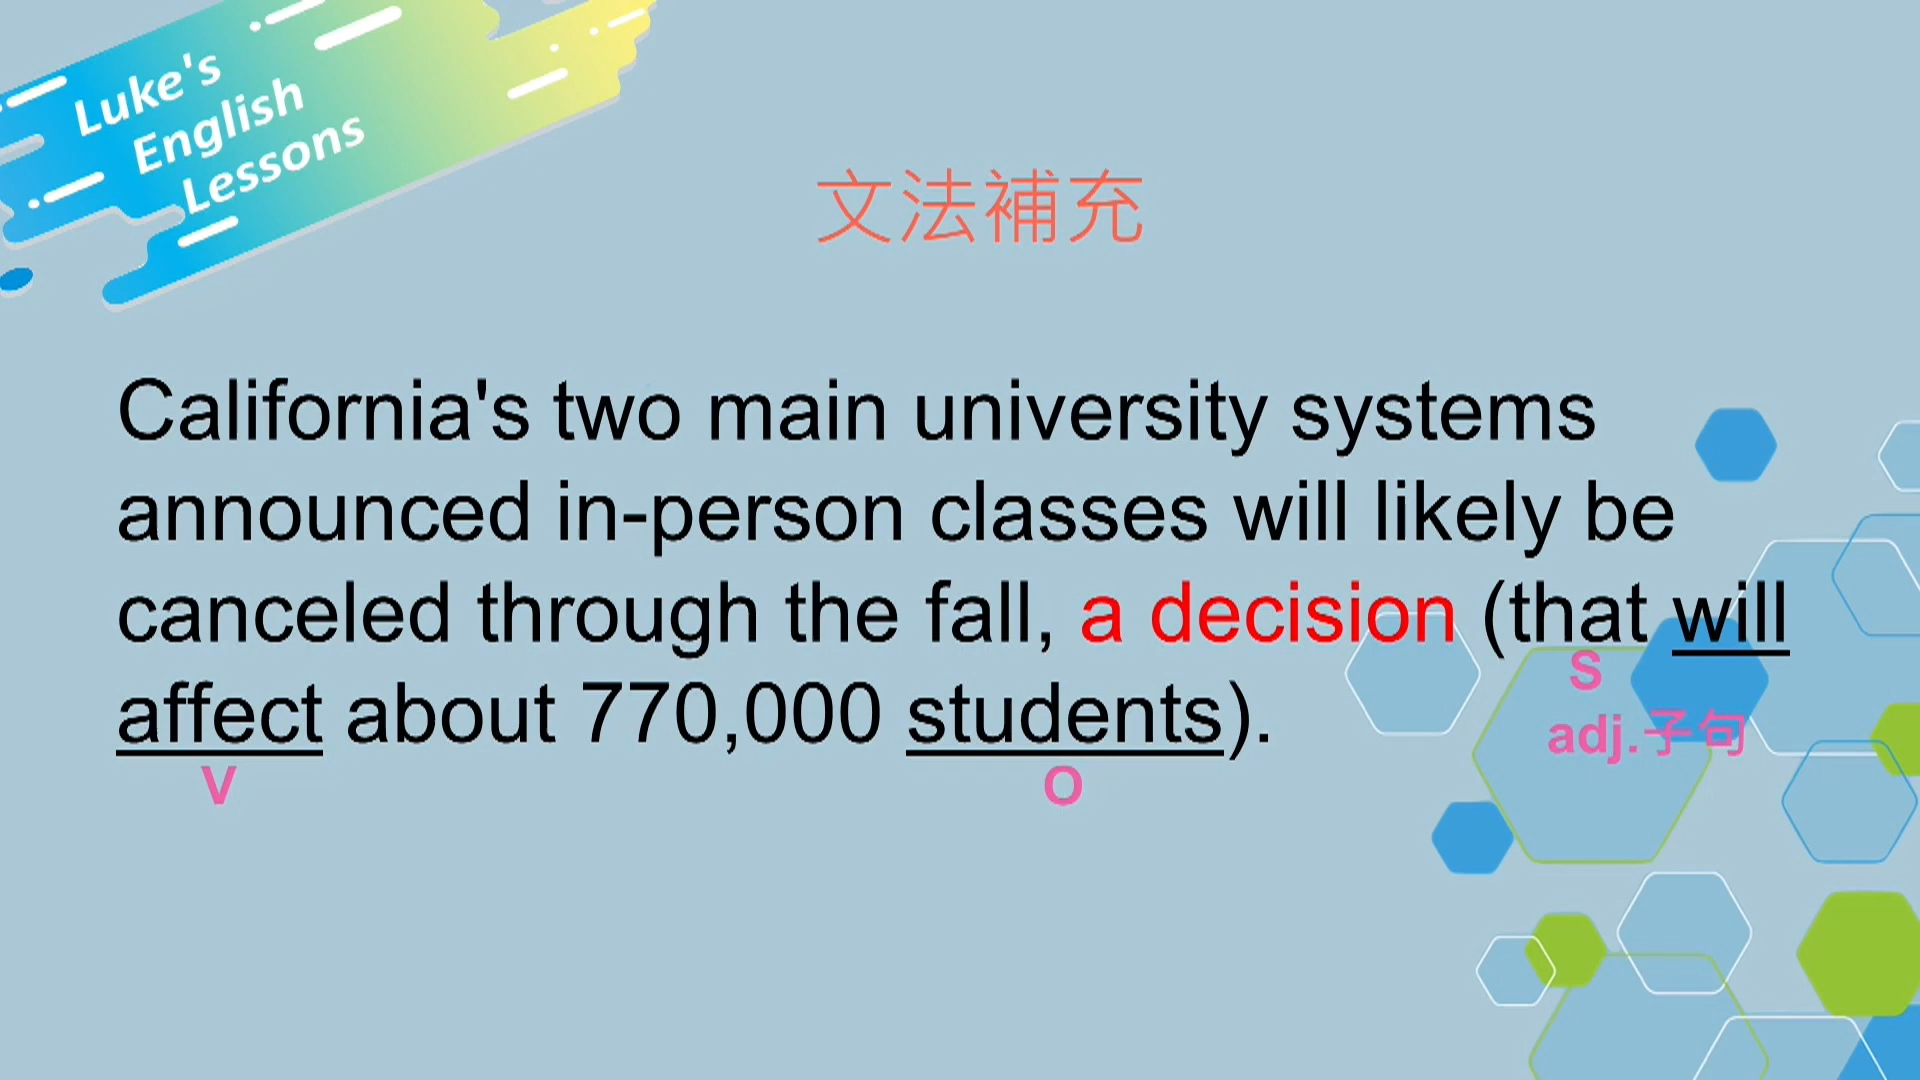 Luke's
English
Lessons
文法補充
California's two main university systems
announced in-person classes will likely be
canceled through the fall, a decision (that will
S
adj.子句
affect about 770,000 students).
V O